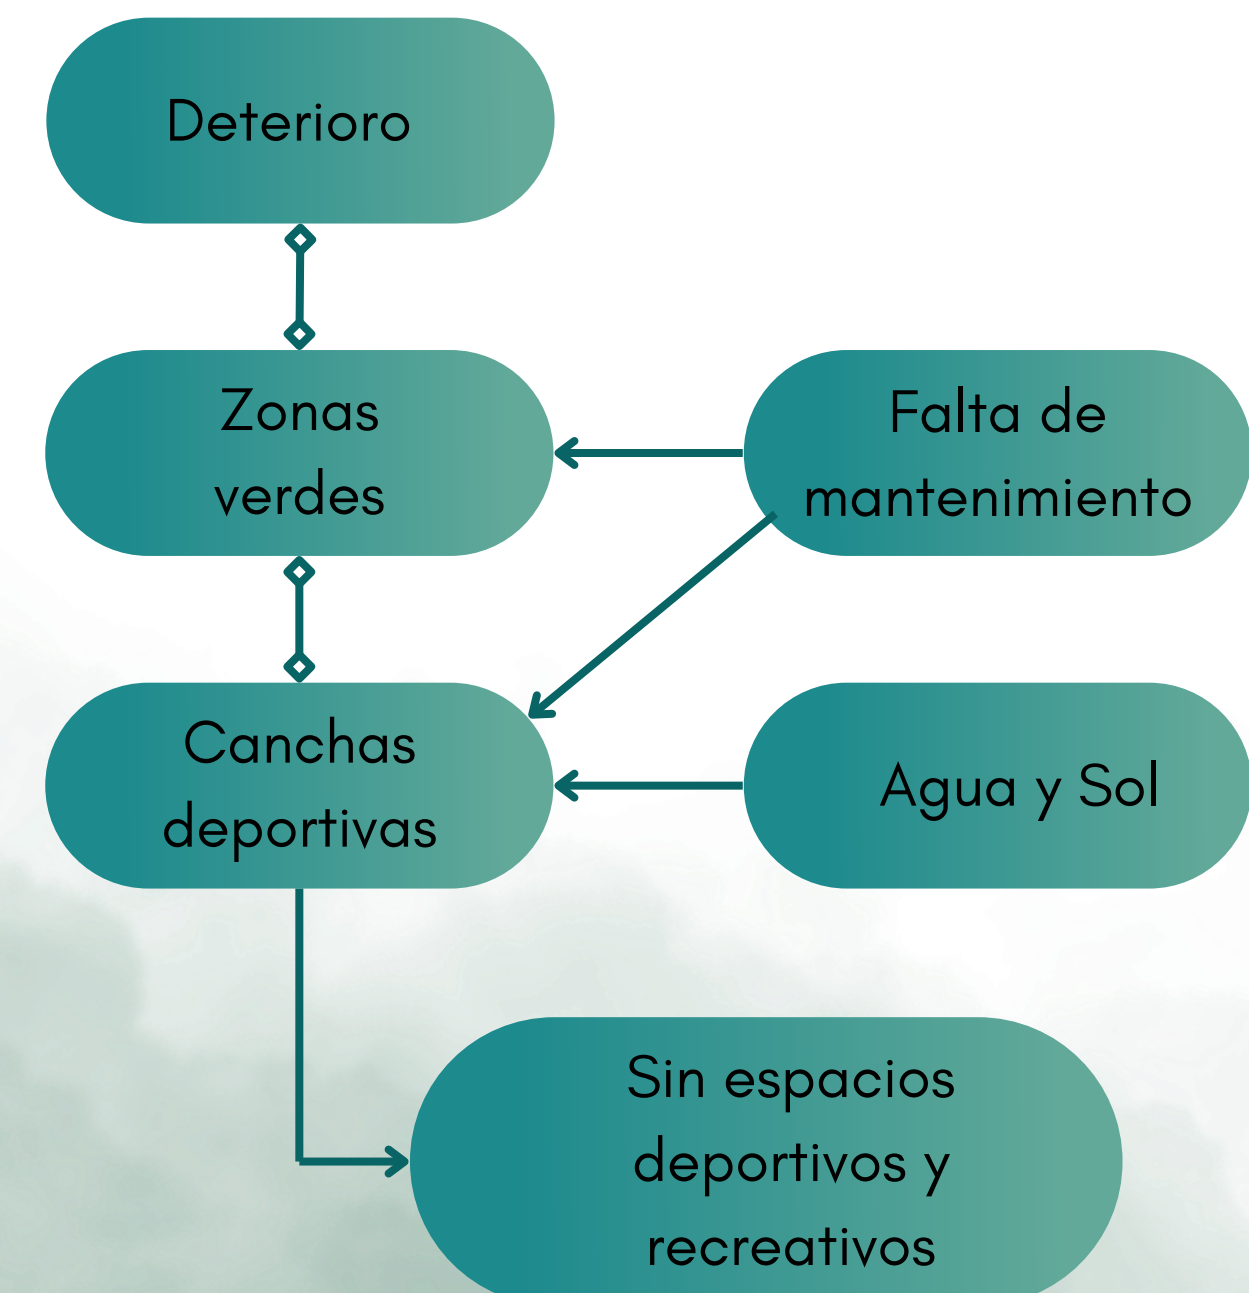 Deterioro
Zonas
verdes
Falta de
mantenimiento
Canchas
deportivas
Agua y Sol
Sin espacios
deportivos y
recreativos